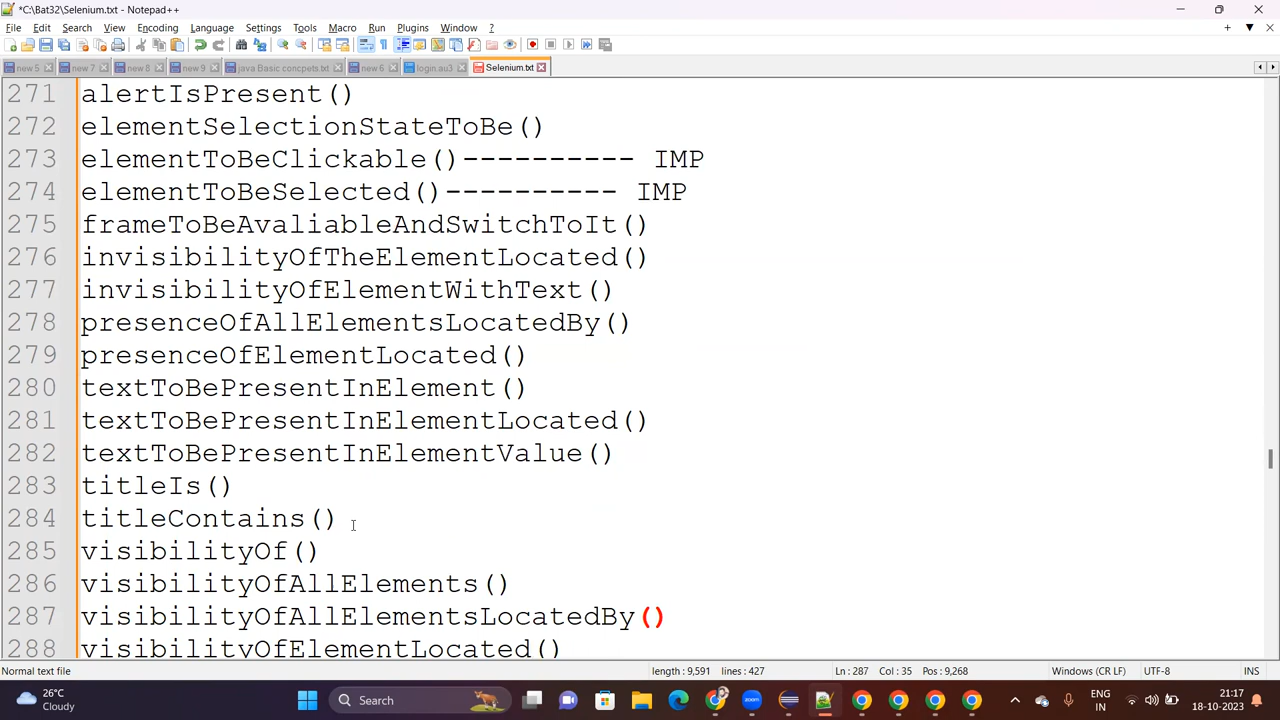 *C:\Bat32\Selenium.txt - Notepad++
File Edit Search View Encoding Language Settings Tools Macro Run Plugins Window ?
new 5 new 7 new 8 new 9 java Basic concpets.txt new 6 login.au3 Selenium.txt
271 alertIsPresent()
272 elementSelectionStateToBe()
273 elementToBeClickable()---------- IMP
274 elementToBeSelected()---------- IMP
275 frameToBeAvaliableAndSwitchToIt()
276 invisibilityOfTheElementLocated()
277 invisibilityOfElementWithText()
278 presenceOfAllElementsLocatedBy()
279 presenceOfElementLocated()
280 textToBePresentInElement()
281 textToBePresentInElementLocated()
282 textToBePresentInElementValue()
283 titleIs()
284 titleContains()
285 visibilityOf()
286 visibilityOfAllElements()
287 visibilityOfAllElementsLocatedBy()
288 visibilityOfElementLocated()
Normal text file length : 9,591 lines : 427 Ln : 287 Col : 35 Pos : 9,268 Windows (CR LF) UTF-8 INS
26°C
Cloudy
Search
ENG
IN
21:17
18-10-2023